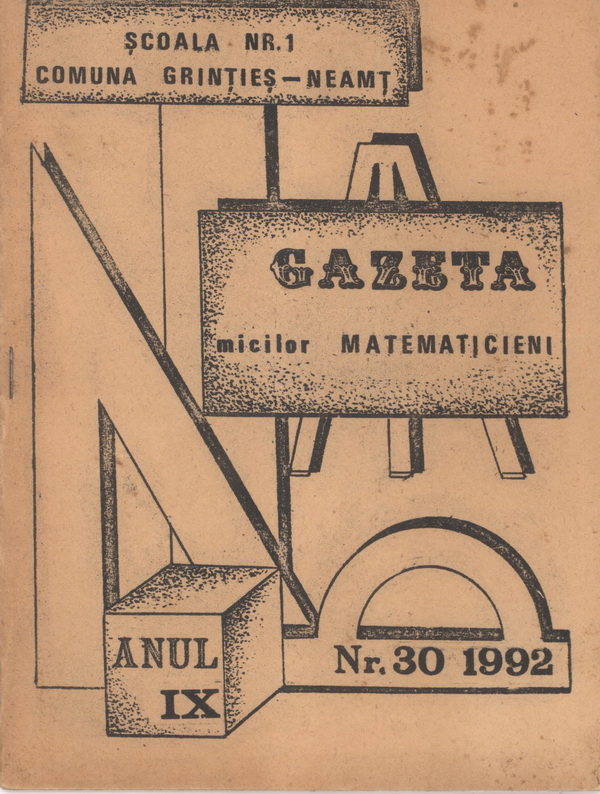 ȘCOALA NR.1
COMUNA GRINȚIEȘ-NEAMȚ
GAZETA
micilor MATEMATICIENI
ANUL
IX
Nr. 30 1992